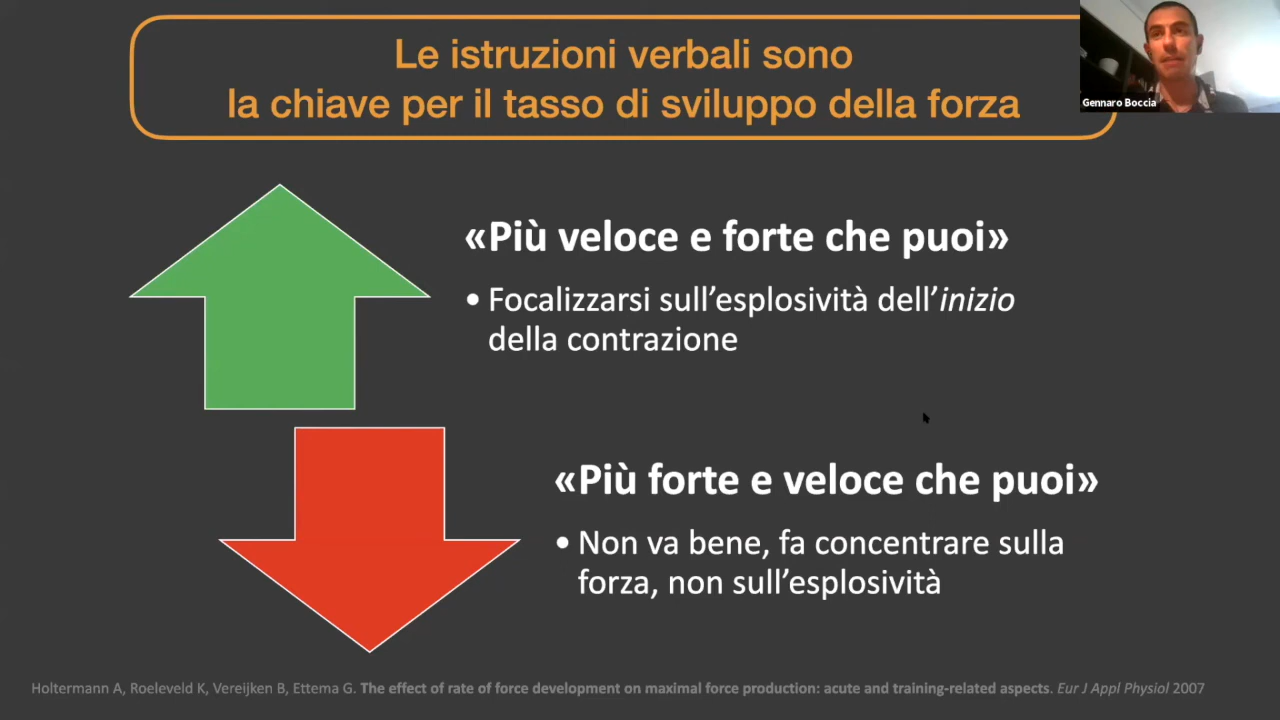 Le istruzioni verbali sono
la chiave per il tasso di sviluppo della forza
Gennaro Boccia
«Più veloce e forte che puoi»
• Focalizzarsi sull’esplosività dell’inizio
della contrazione
«Più forte e veloce che puoi»
• Non va bene, fa concentrare sulla
forza, non sull’esplosività
Holtermann A, Roeleveld K, Vereijken B, Ettema G. The effect of rate of force development on maximal force production: acute and training-related aspects. Eur J Appl Physiol 2007